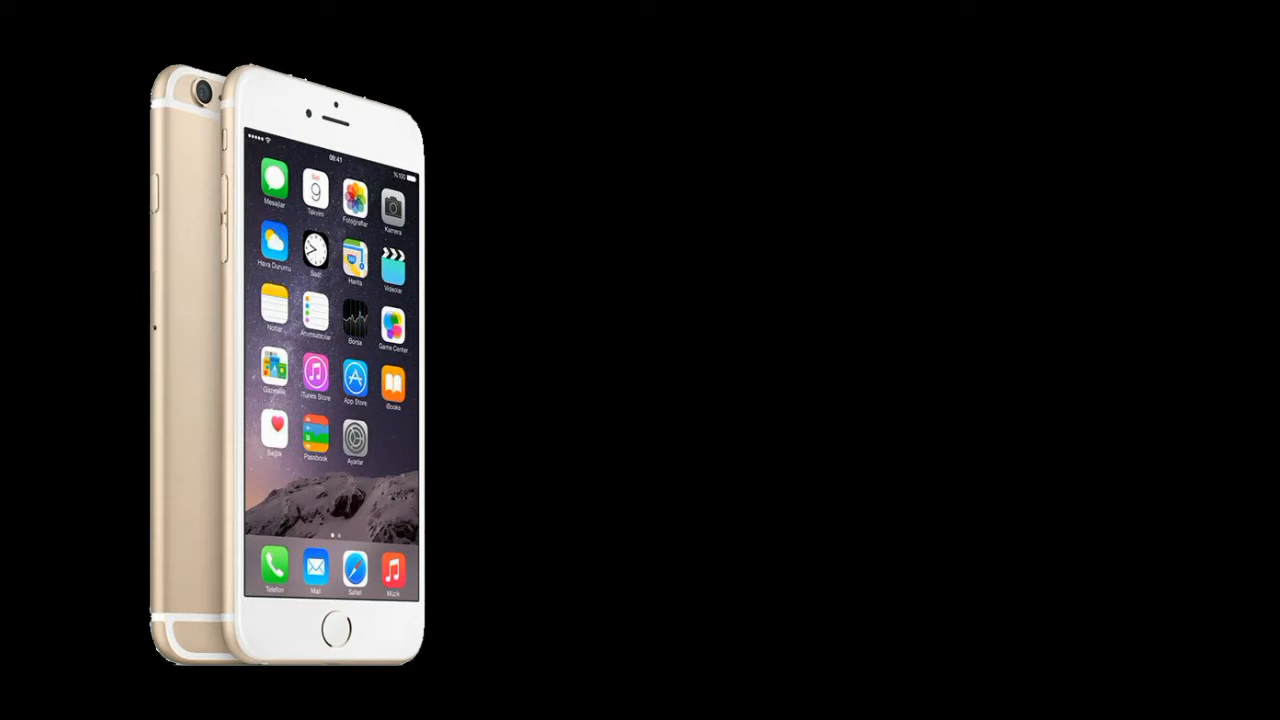 09:41
%100
Mesajlar
Salı
9
Takvim
Fotoğraflar
Kamera
Hava Durumu
Saat
Harita
Videolar
Notlar
Anımsatıcılar
Borsa
Game Center
Gazetelik
iTunes Store
App Store
iBooks
Sağlık
Passbook
Ayarlar
Telefon
Mail
Safari
Müzik